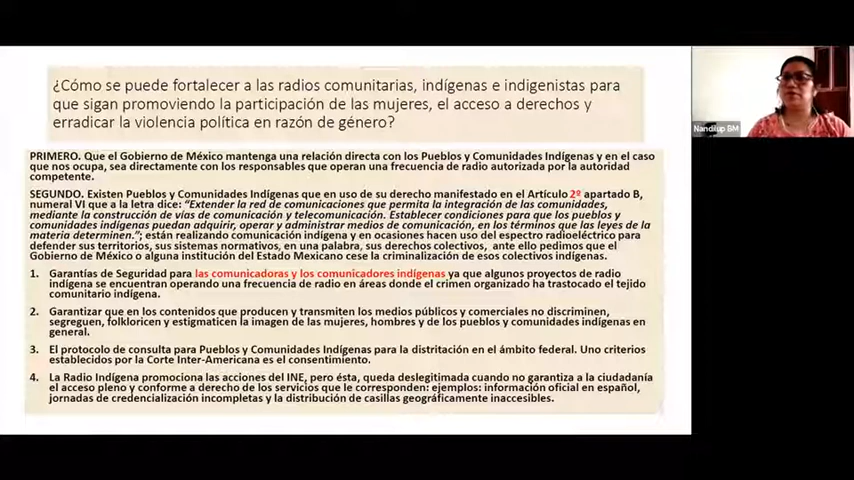 ¿Cómo se puede fortalecer a las radios comunitarias, indígenas e indigenistas para
que sigan promoviendo la participación de las mujeres, el acceso a derechos y
erradicar la violencia política en razón de género?
PRIMERO. Que el Gobierno de México mantenga una relación directa con los Pueblos y Comunidades Indígenas y en el caso
que nos ocupa, sea directamente con los responsables que operan una frecuencia de radio autorizada por la autoridad
competente.
SEGUNDO. Existen Pueblos y Comunidades Indígenas que en uso de su derecho manifestado en el Artículo 2º apartado B,
numeral VI que a la letra dice: “Extender la red de comunicaciones que permita la integración de las comunidades,
mediante la construcción de vías de comunicación y telecomunicación. Establecer condiciones para que los pueblos y
comunidades indígenas puedan adquirir, operar y administrar medios de comunicación, en los términos que las leyes de la
materia determinen.”; están realizando comunicación indígena y en ocasiones hacen uso del espectro radioeléctrico para
defender sus territorios, sus sistemas normativos, en una palabra, sus derechos colectivos, ante ello pedimos que el
Gobierno de México o alguna institución del Estado Mexicano cese la criminalización de esos colectivos indígenas.
1. Garantías de Seguridad para las comunicadoras y los comunicadores indígenas ya que algunos proyectos de radio
indígena se encuentran operando una frecuencia de radio en áreas donde el crimen organizado ha trastocado el tejido
comunitario indígena.
2. Garantizar que en los contenidos que producen y transmiten los medios públicos y comerciales no discriminen,
segreguen, folkloricen y estigmaticen la imagen de las mujeres, hombres y de los pueblos y comunidades indígenas en
general.
3. El protocolo de consulta para Pueblos y Comunidades Indígenas para la distritación en el ámbito federal. Uno criterios
establecidos por la Corte Inter-Americana es el consentimiento.
4. La Radio Indígena promociona las acciones del INE, pero ésta, queda deslegitimada cuando no garantiza a la ciudadanía
el acceso pleno y conforme a derecho de los servicios que le corresponden: ejemplos: información oficial en español,
jornadas de credencialización incompletas y la distribución de casillas geográficamente inaccesibles.
Nandiup BM